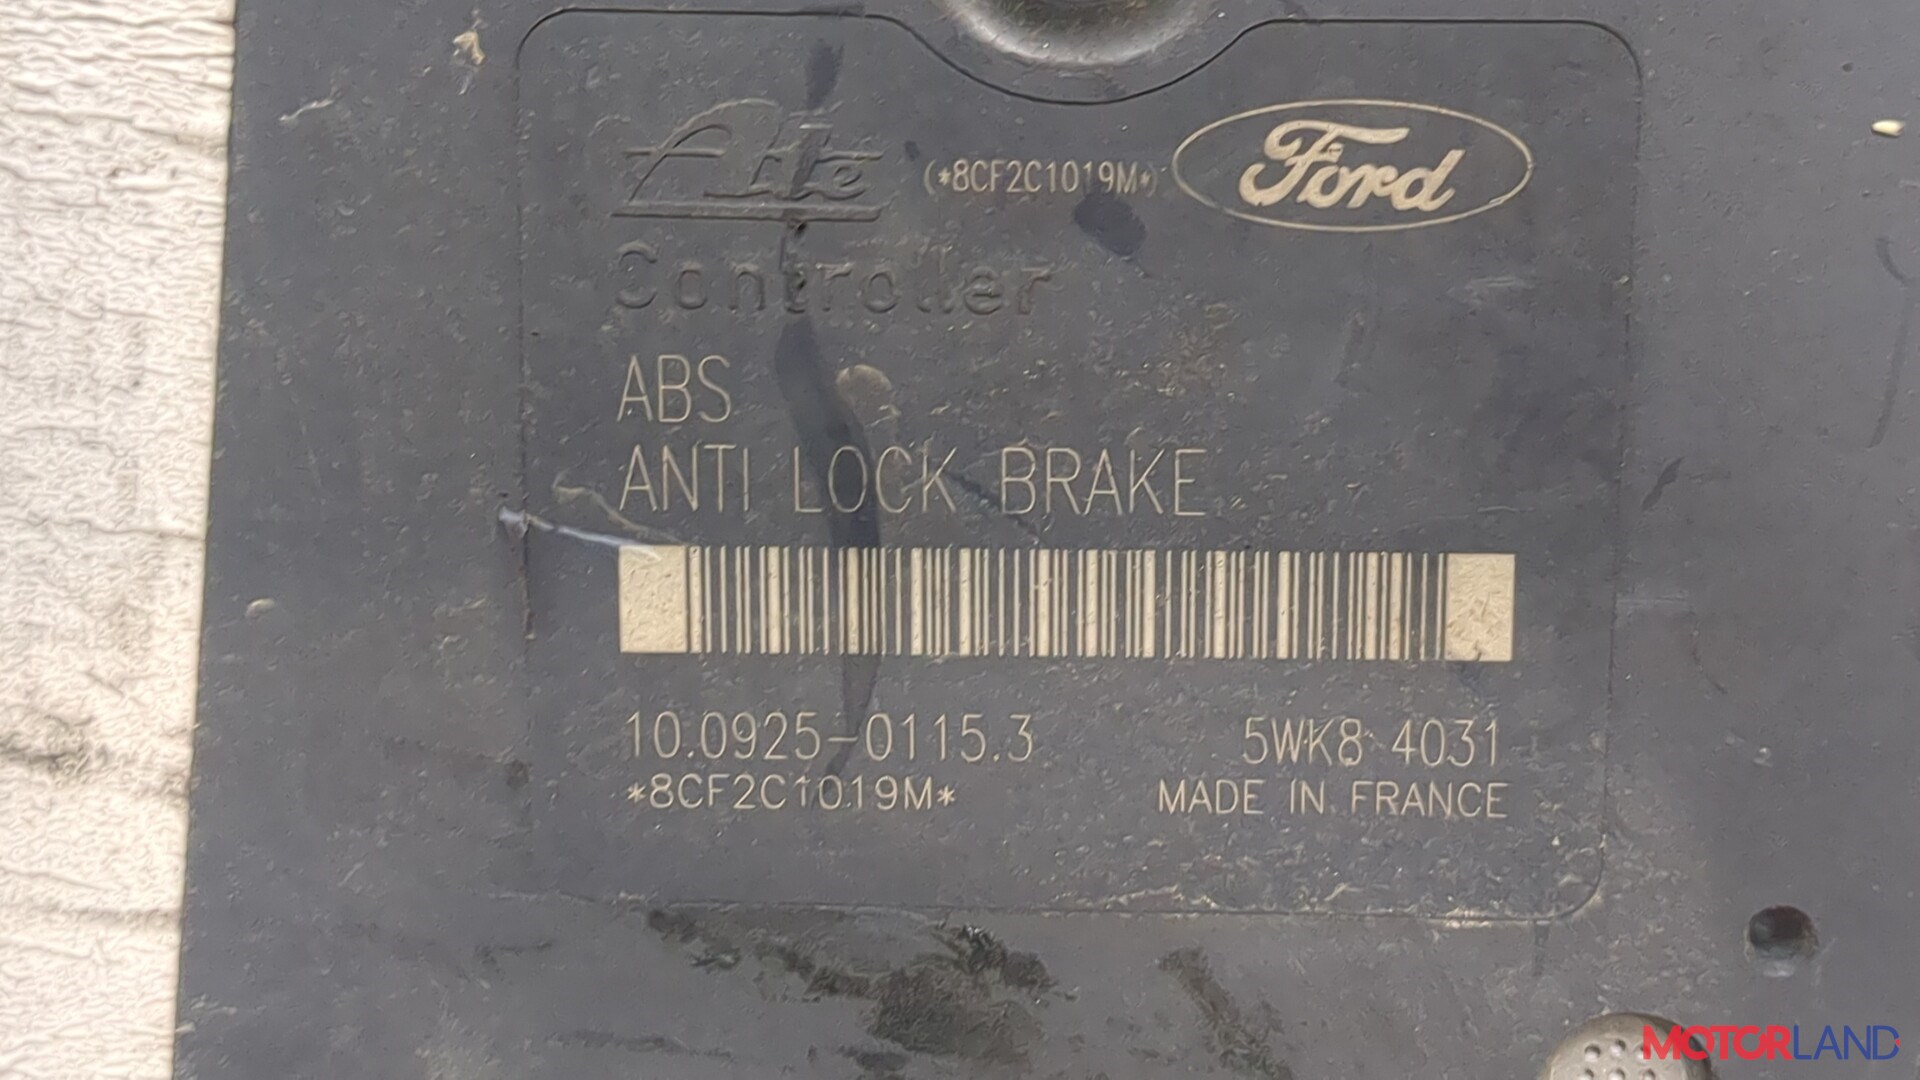 Ate (*8CF2C1019M*) Ford
Controller
ABS
ANTI LOCK BRAKE
10.0925-0115.3 5WK8 4031
*8CF2C1019M* MADE IN FRANCE
MOTORLAND